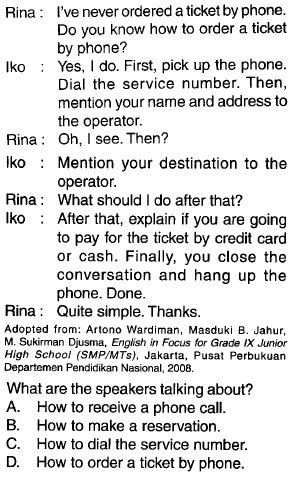 Rina : I've never ordered a ticket by phone.
Do you know how to order a ticket
by phone?
Iko : Yes, I do. First, pick up the phone.
Dial the service number. Then,
mention your name and address to
the operator.
Rina : Oh, I see. Then?
Iko : Mention your destination to the
operator.
Rina : What should I do after that?
Iko : After that, explain if you are going
to pay for the ticket by credit card
or cash. Finally, you close the
conversation and hang up the
phone. Done.
Rina : Quite simple. Thanks.
Adopted from: Artono Wardiman, Masduki B. Jahur,
M. Sukirman Djusma, English in Focus for Grade IX Junior
High School (SMP/MTs), Jakarta, Pusat Perbukuan
Departemen Pendidikan Nasional, 2008.
What are the speakers talking about?
A. How to receive a phone call.
B. How to make a reservation.
C. How to dial the service number.
D. How to order a ticket by phone.